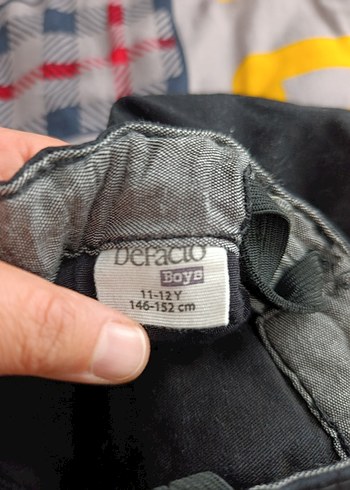 DeFacto
Boys
11-12 Y
146-152 cm